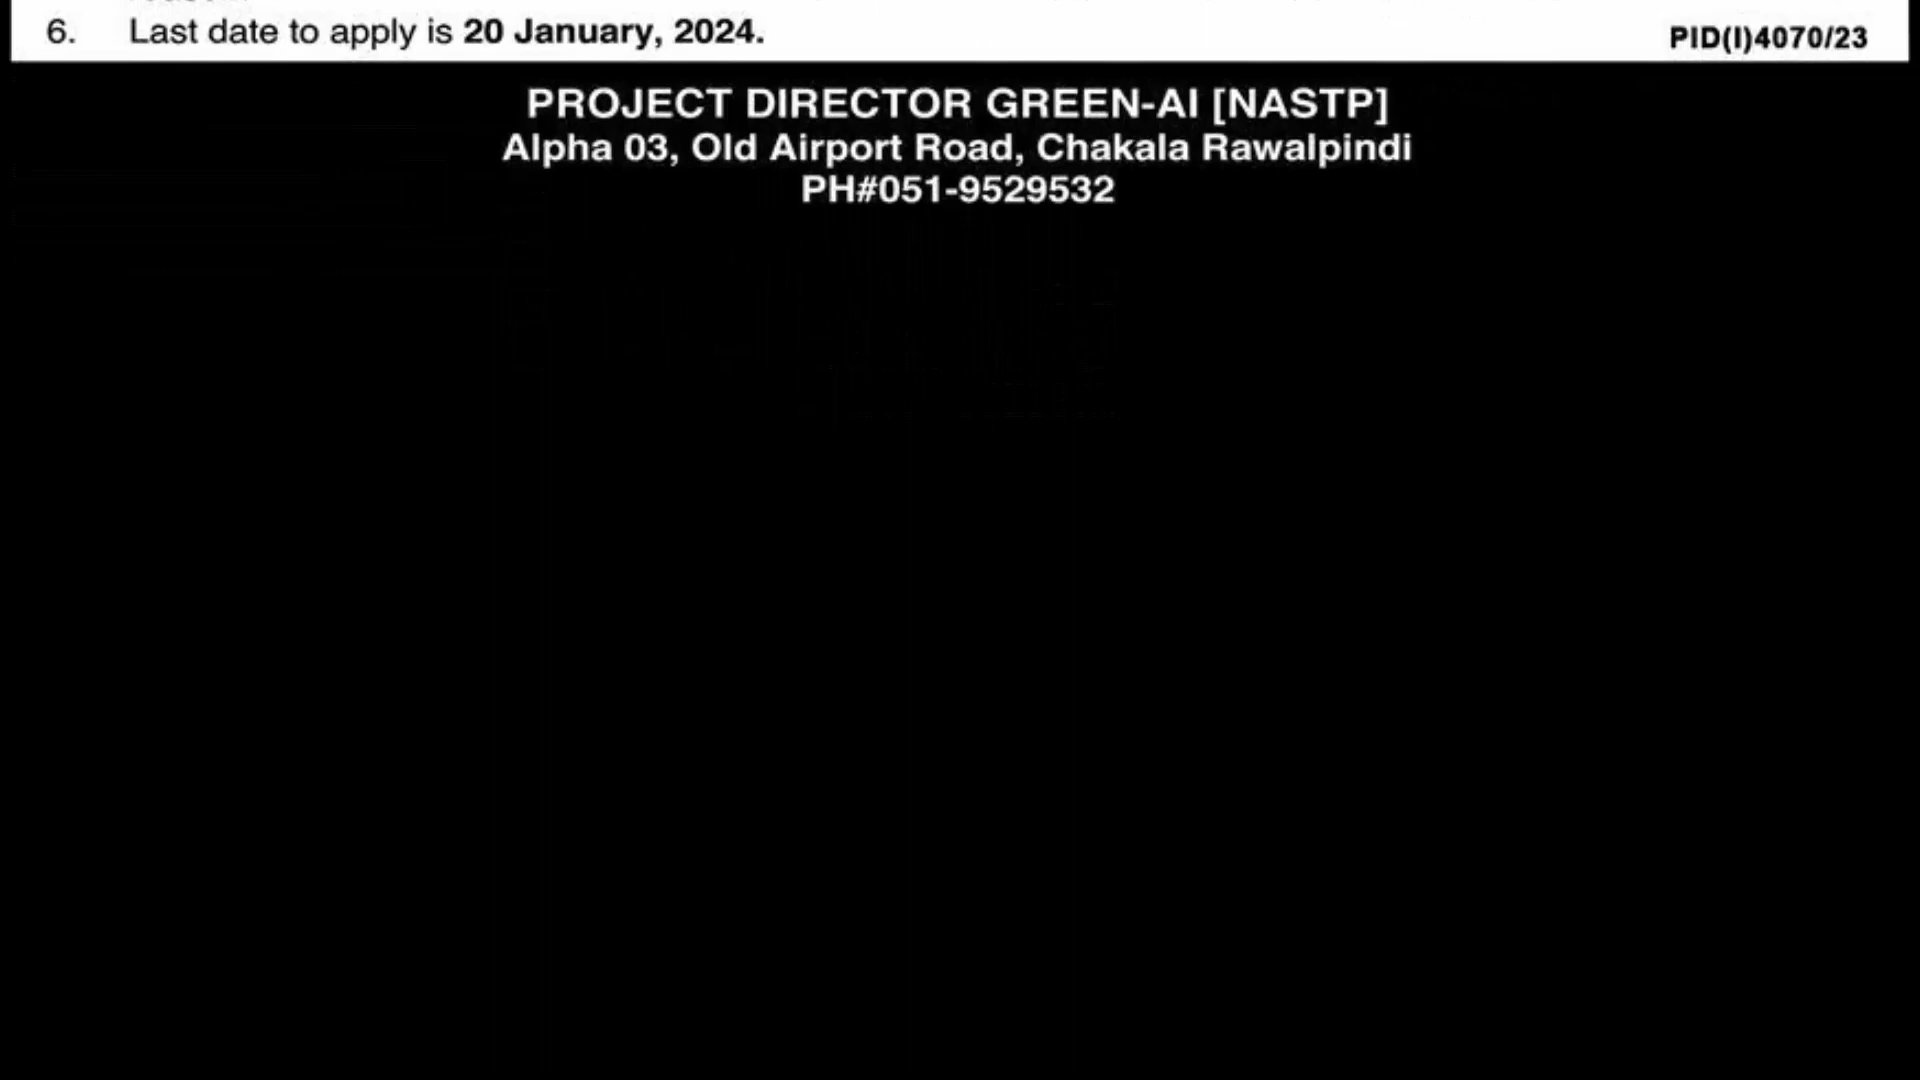 6. Last date to apply is 20 January, 2024. PID(I)4070/23
PROJECT DIRECTOR GREEN-AI [NASTP]
Alpha 03, Old Airport Road, Chakala Rawalpindi
PH#051-9529532